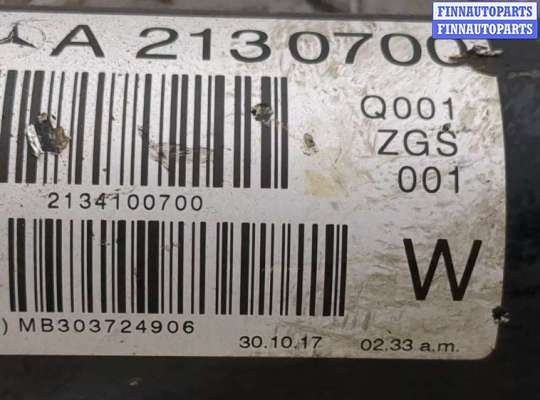 FINNAUTOPARTS
FINNAUTOPARTS
A 2130700
Q001
ZGS
001
2134100700
W
) MB303724906
30.10.17 02.33 a.m.